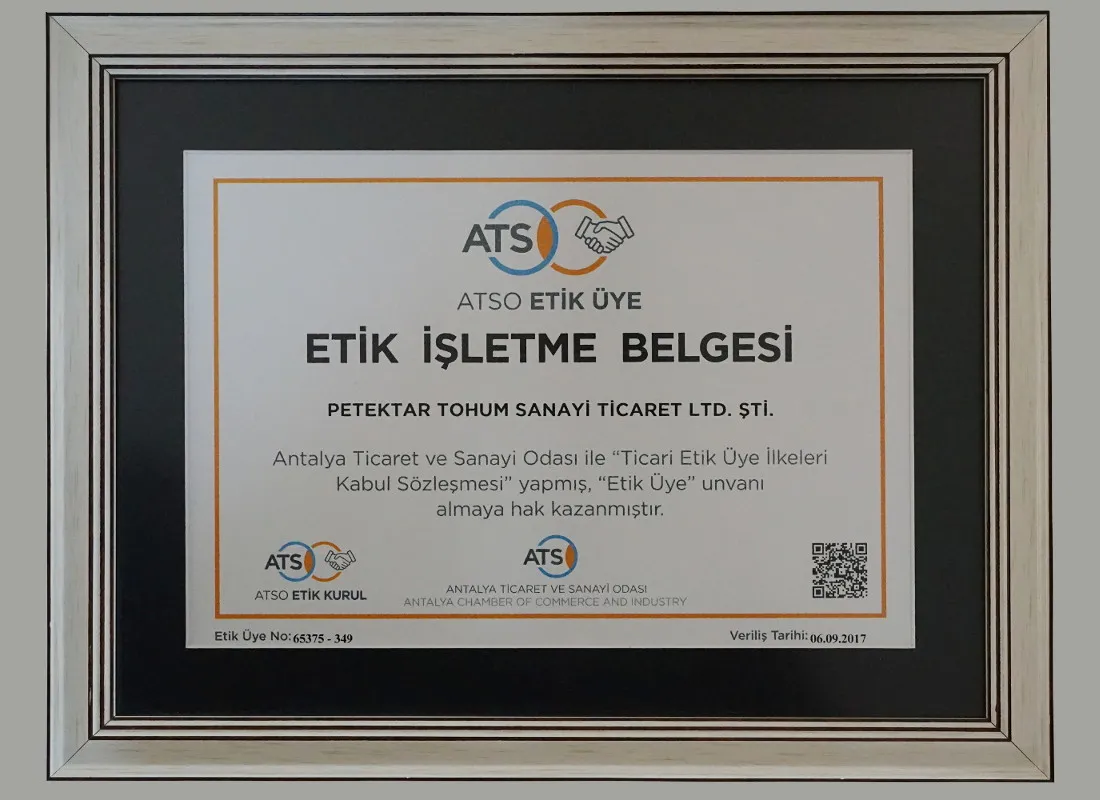 ATS
ATSO ETİK ÜYE
ETİK İŞLETME BELGESİ
PETEKTAR TOHUM SANAYİ TİCARET LTD. ŞTİ.
Antalya Ticaret ve Sanayi Odası ile “Ticari Etik Üye İlkeleri
Kabul Sözleşmesi” yapmış, “Etik Üye” unvanı
almaya hak kazanmıştır.
ATS
ATSO ETİK KURUL
ATS
ANTALYA TİCARET VE SANAYİ ODASI
ANTALYA CHAMBER OF COMMERCE AND INDUSTRY
Etik Üye No: 65375 - 349
Veriliş Tarihi: 06.09.2017